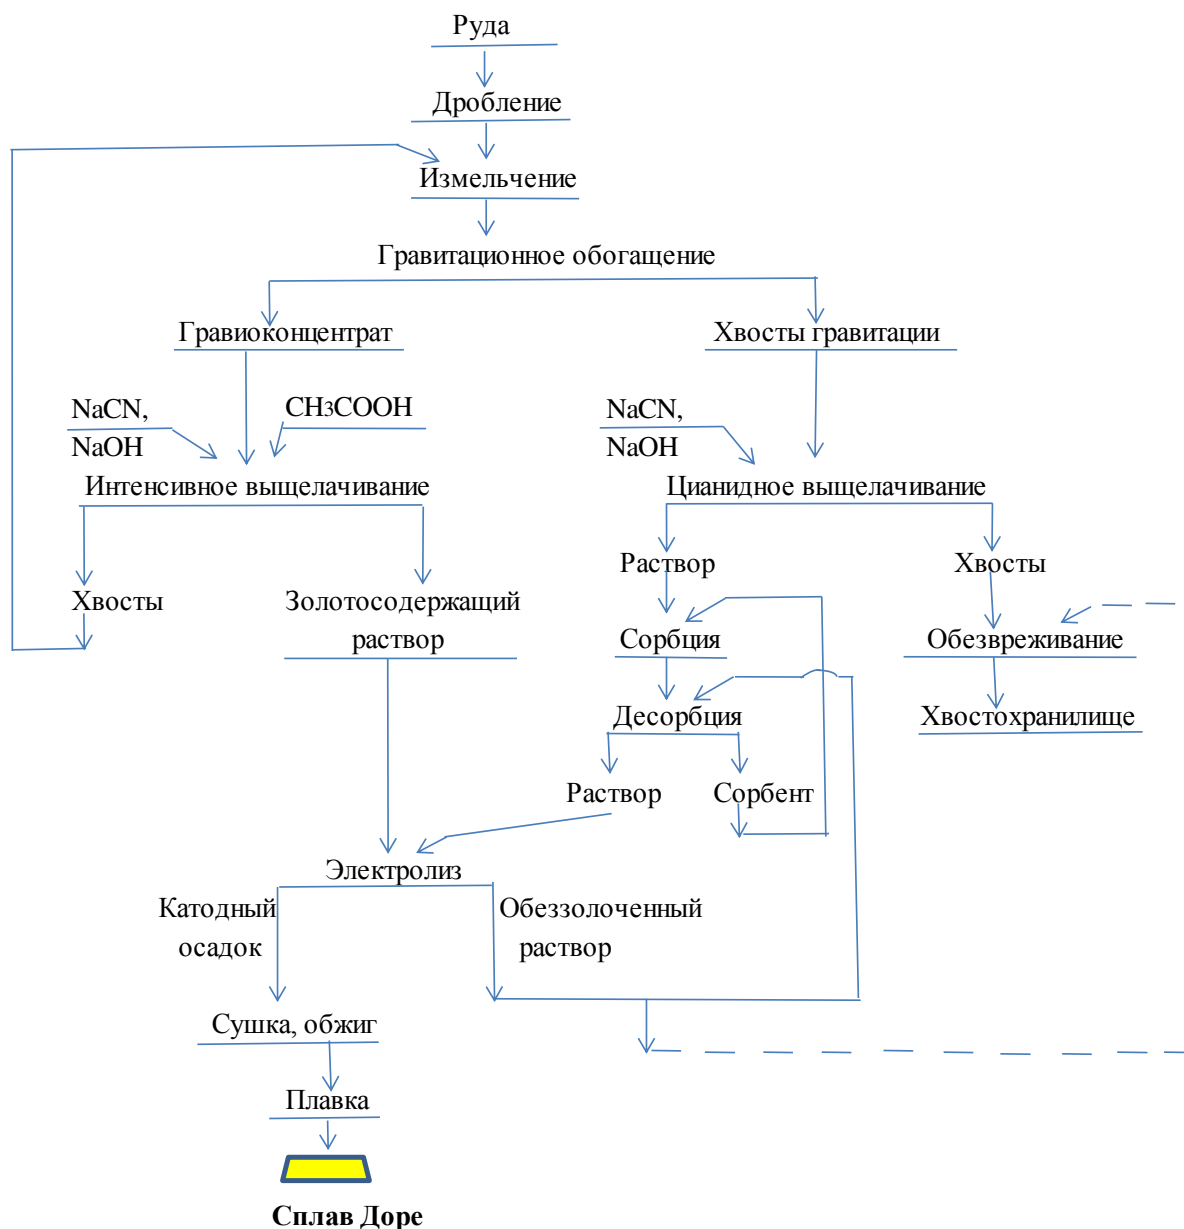 Руда
Дробление
Измельчение
Гравитационное обогащение
Гравиоконцентрат
Хвосты гравитации
NaCN,
NaOH
CH3COOH
NaCN,
NaOH
Интенсивное выщелачивание
Цианидное выщелачивание
Раствор
Хвосты
Хвосты
Золотосодержащий
раствор
Сорбция
Обезвреживание
Десорбция
Хвостохранилище
Раствор
Сорбент
Электролиз
Катодный
осадок
Обеззолоченный
раствор
Сушка, обжиг
Плавка
Сплав Доре